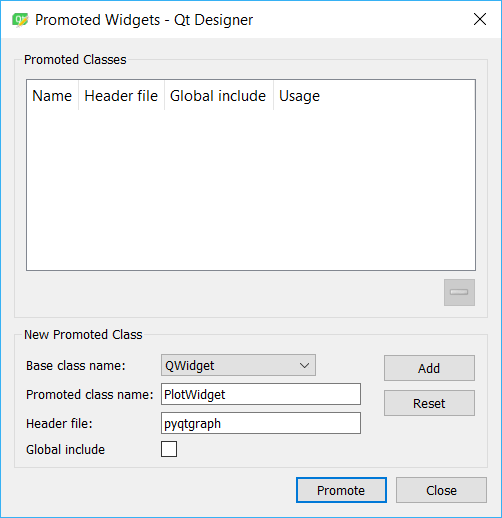 Promoted Widgets - Qt Designer
Promoted Classes
Name Header file Global include Usage
New Promoted Class
Base class name: QWidget Add
Promoted class name: PlotWidget
Header file: pyqtgraph Reset
Global include
Promote Close